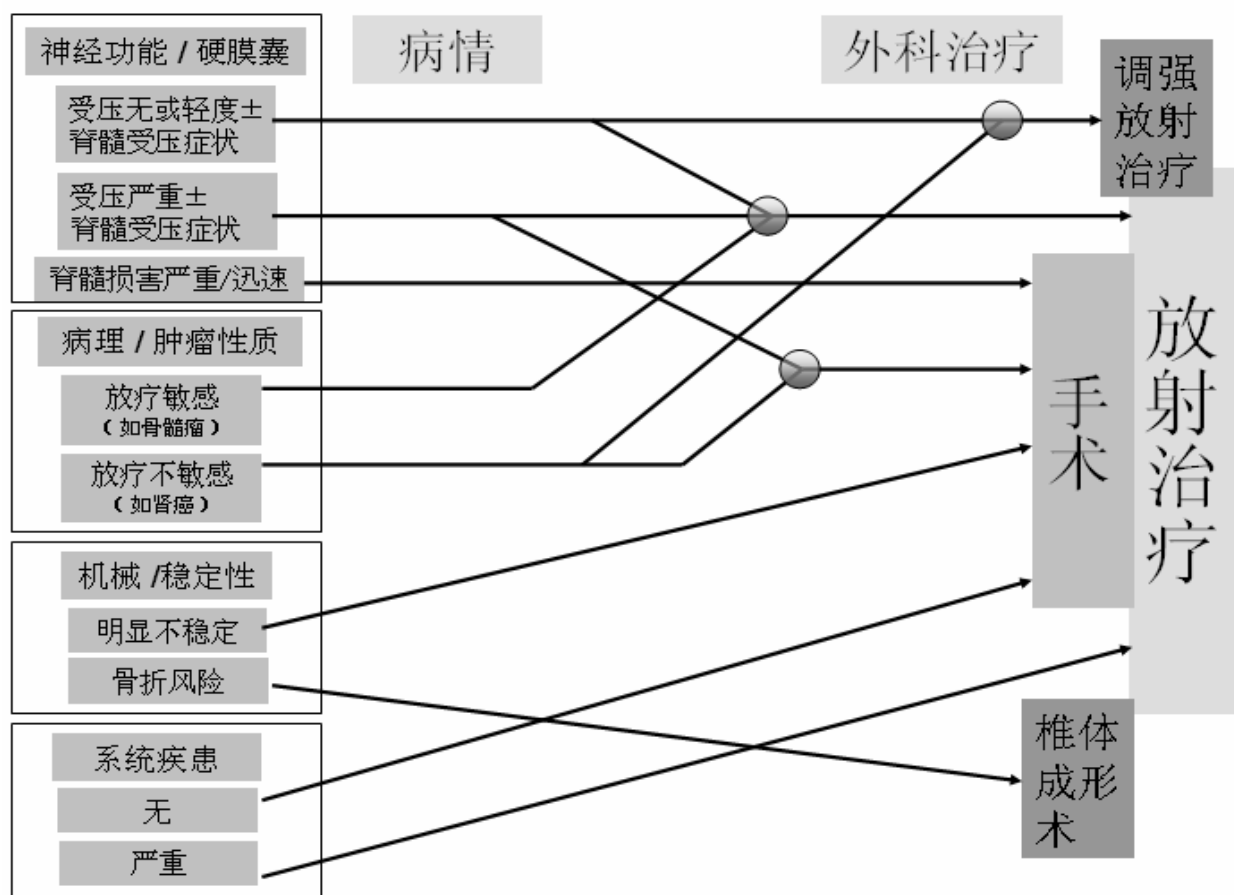 神经功能 / 硬膜囊
受压无或轻度±
脊髓受压症状
受压严重±
脊髓受压症状
脊髓损害严重/迅速
病理 / 肿瘤性质
放疗敏感
（如骨髓瘤）
放疗不敏感
（如肾癌）
机械 /稳定性
明显不稳定
骨折风险
系统疾患
无
严重
病情
外科治疗
调强
放射
治疗
手
术
放
射
治
疗
椎体
成形
术